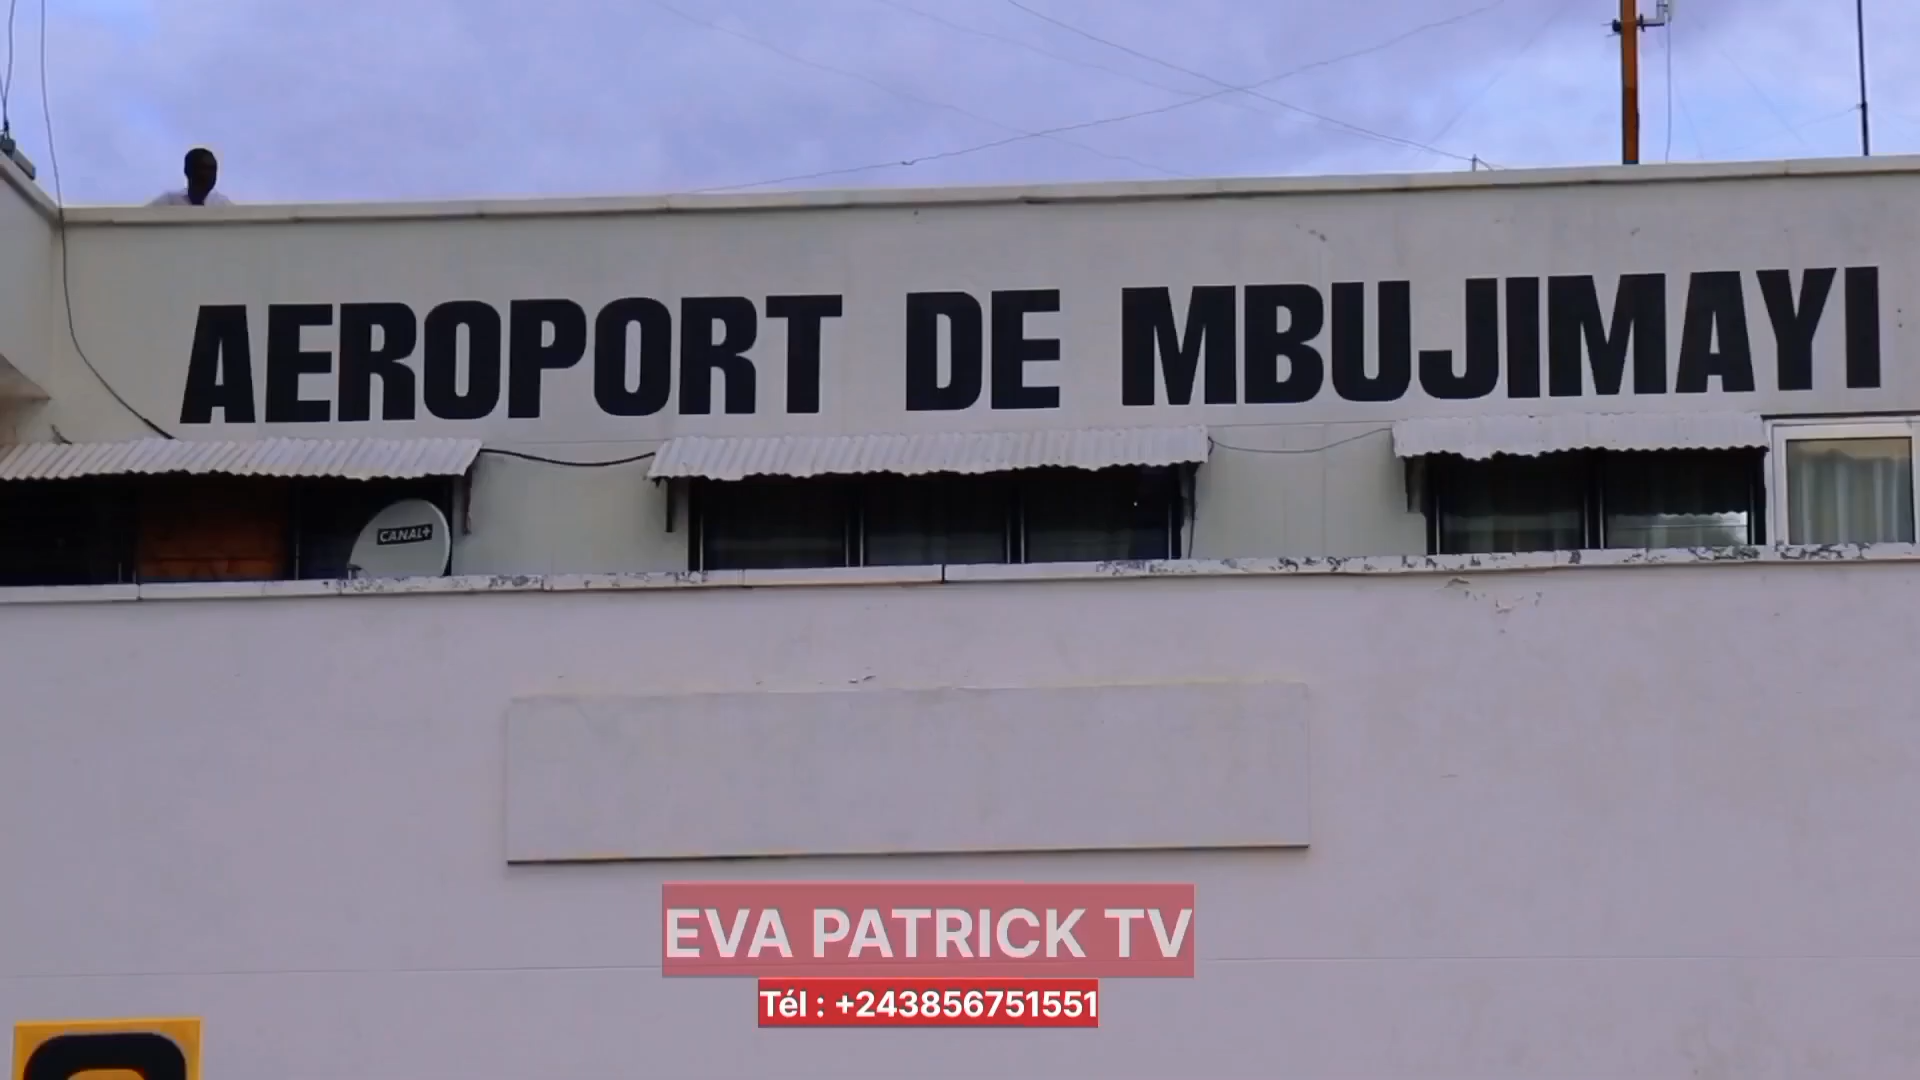 AEROPORT DE MBUJIMAYI
CANAL+
EVA PATRICK TV
Tél : +243856751551